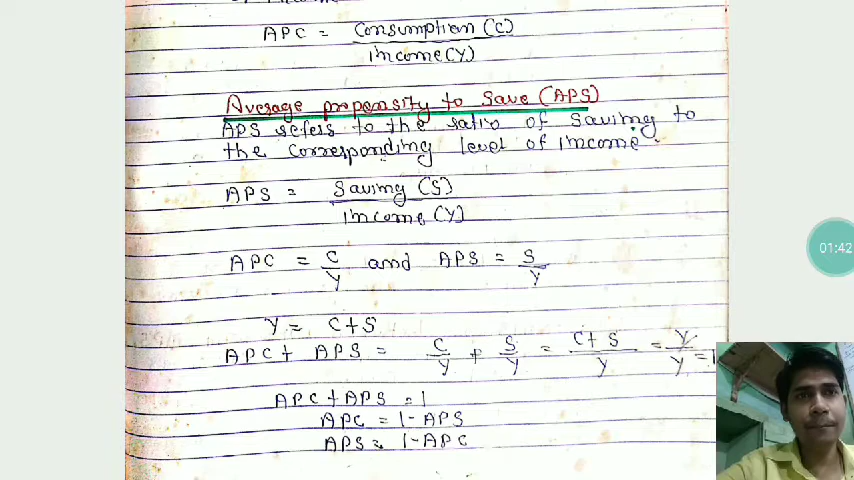 APC = Consumption (C)
income (Y)
Average propensity to Save (APS)
APS refers to the ratio of Saving to
the corresponding level of income.
APS = Saving (S)
income (Y)
APC = C/Y and APS = S/Y
Y = C+S
APC + APS = C/Y + S/Y = C+S/Y = Y/Y = 1
APC + APS = 1
APC = 1-APS
APS = 1-APC
01:42